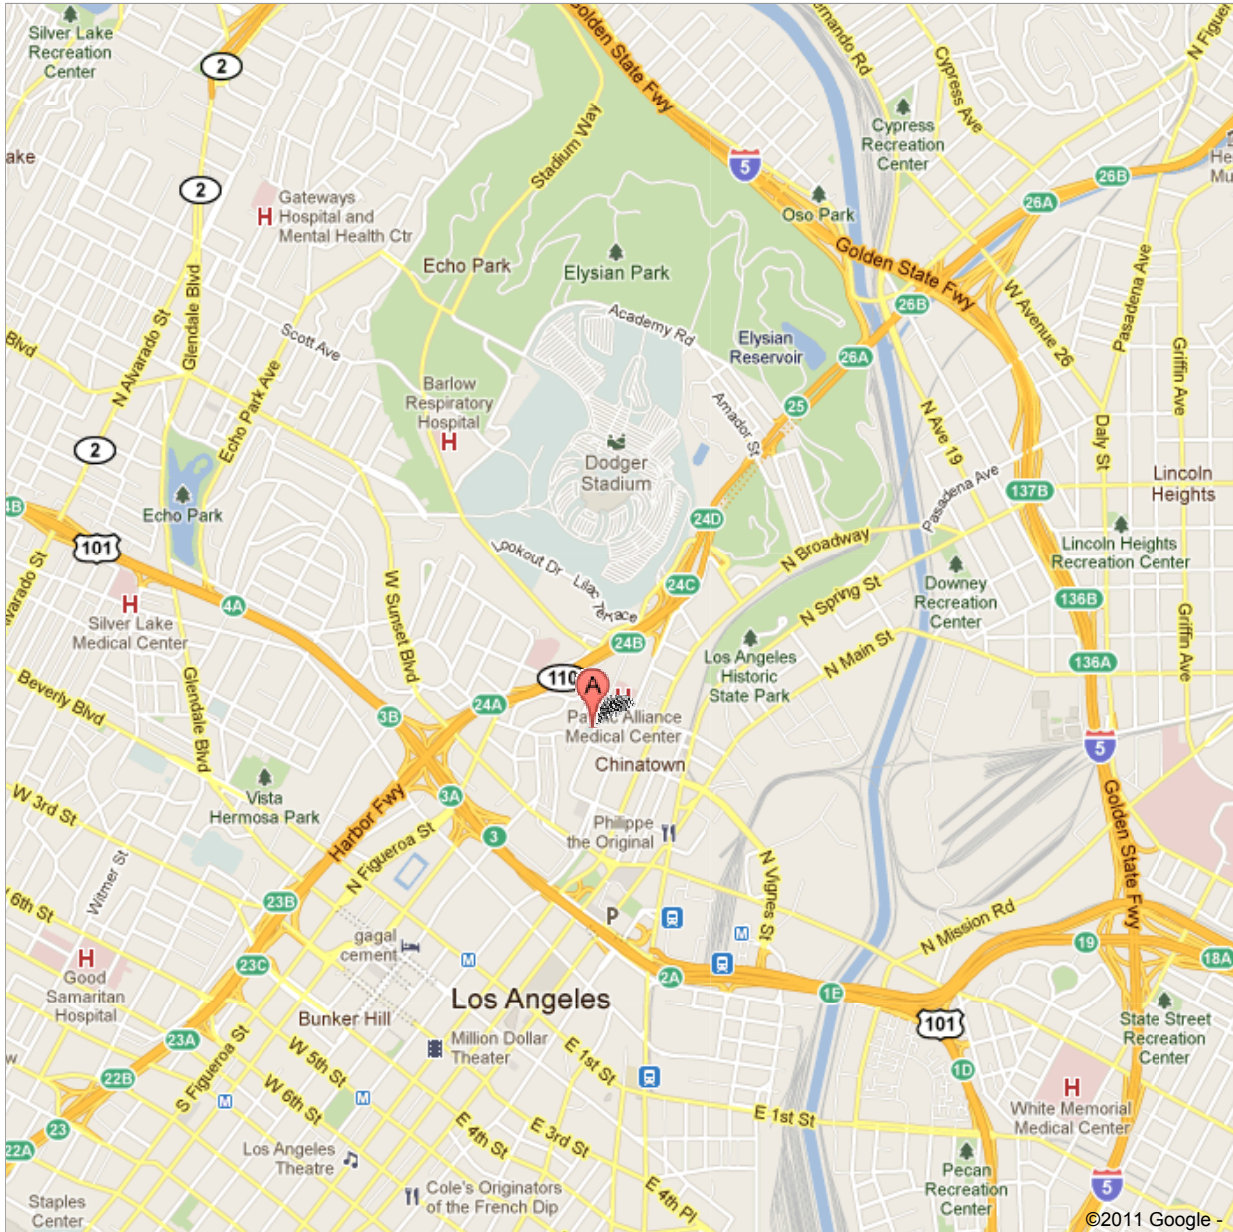 Silver Lake
Recreation
Center
2
Golden State Fwy
Cypress Ave
N Figuer
ake
Stadium Way
Cypress
Recreation
Center
5
26B
2
Gateways
Hospital and
Mental Health Ctr
H
26A
Oso Park
Echo Park
Elysian Park
Golden State Fwy
Pasadena Ave
W Avenue 26
26B
Glendale Blvd
N Alvarado St
Scott Ave
Academy Rd
Elysian
Reservoir
26A
Griffin Ave
Blvd
Echo Park Ave
Barlow
Respiratory
Hospital
H
Amador St
25
N Ave 19
Daly St
2
Dodger
Stadium
Pasadena Ave
137B
Lincoln
Heights
4B
Echo Park
24D
101
N Broadway
Lincoln Heights
Recreation Center
Lookout Dr
Lilac Terrace
24C
Downey
Recreation
Center
136B
H
Silver Lake
Medical Center
4A
W Sunset Blvd
N Spring St
Griffin Ave
24B
N Main St
136A
Los Angeles
Historic
State Park
110
A
H
Beverly Blvd
Glendale Blvd
24A
3B
Alliance
Medical Center
5
Chinatown
Vista
Hermosa Park
W 3rd St
3A
Harbor Fwy
N Figueroa St
3
Philippe
the Original
N Vignes St
Golden State Fwy
Witmer St
6th St
23B
P
M
N Mission Rd
19
18A
gagal
cement
M
H
Good
Samaritan
Hospital
23C
2A
1E
Los Angeles
101
Bunker Hill
Million Dollar
Theater
State Street
Recreation
Center
23A
S Figueroa St
W 5th St
E 1st St
22B
W 6th St
M
M
1D
H
White Memorial
Medical Center
E 1st St
23
22A
E 4th St
E 3rd St
Los Angeles
Theatre
Pecan
Recreation
Center
5
Staples
Center
Cole's Originators
of the French Dip
E 4th Pl
©2011 Google -